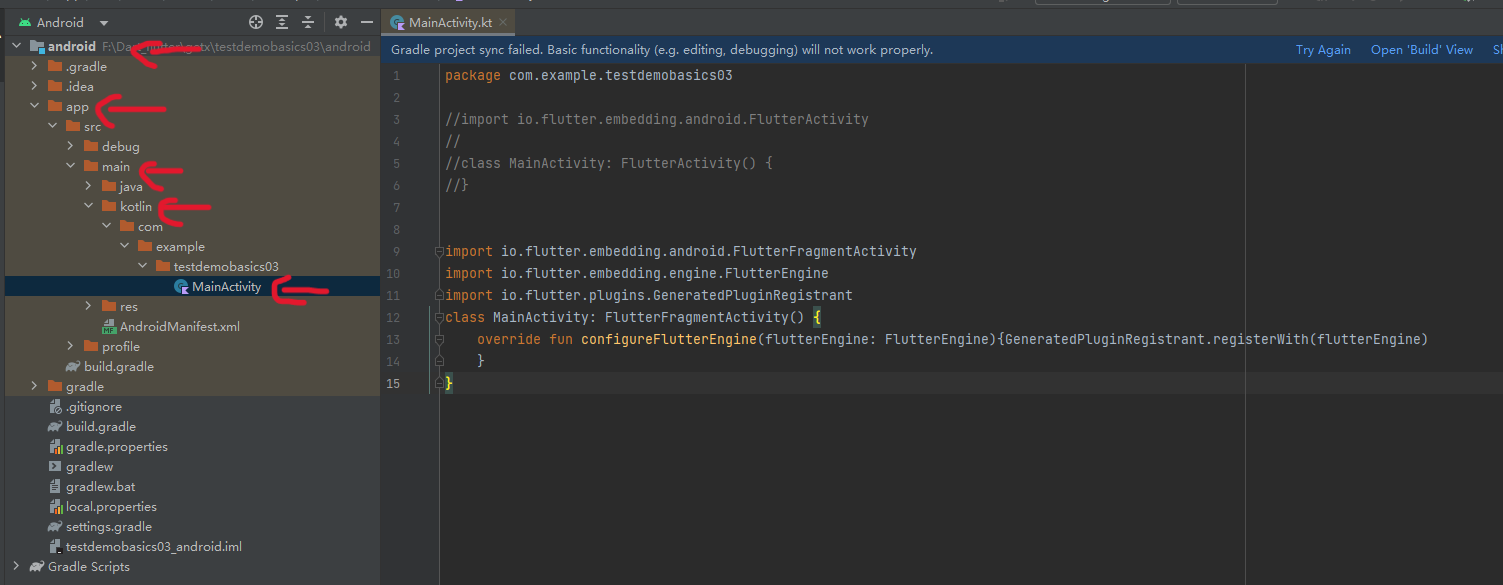 Android
MainActivity.kt
android F:\Dart_flutter\getx\testdemobasics03\android
Gradle project sync failed. Basic functionality (e.g. editing, debugging) will not work properly.
Try Again
Open 'Build' View
.gradle
.idea
app
src
debug
main
java
kotlin
com
example
testdemobasics03
MainActivity
res
AndroidManifest.xml
profile
build.gradle
gradle
.gitignore
build.gradle
gradle.properties
gradlew
gradlew.bat
local.properties
settings.gradle
testdemobasics03_android.iml
Gradle Scripts
1 package com.example.testdemobasics03
2
3 //import io.flutter.embedding.android.FlutterActivity
4 //
5 //class MainActivity: FlutterActivity() {
6 //}
7
8
9 import io.flutter.embedding.android.FlutterFragmentActivity
10 import io.flutter.embedding.engine.FlutterEngine
11 import io.flutter.plugins.GeneratedPluginRegistrant
12 class MainActivity: FlutterFragmentActivity() {
13 override fun configureFlutterEngine(flutterEngine: FlutterEngine){GeneratedPluginRegistrant.registerWith(flutterEngine)
14 }
15 }